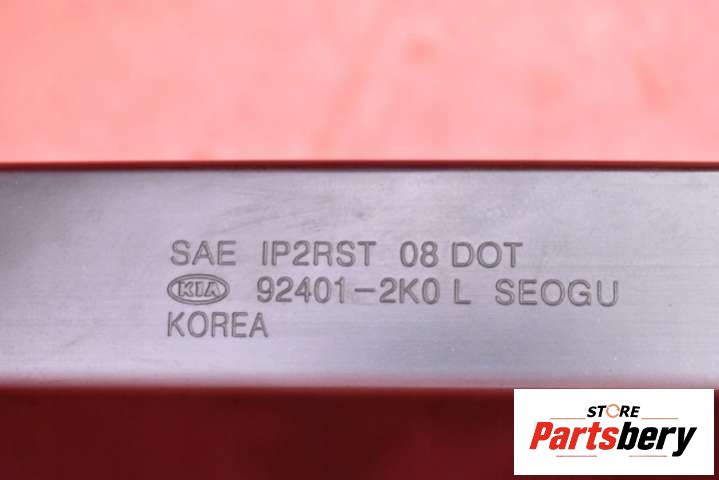 SAE IP2RST 08 DOT
KIA 92401-2K0 L SEOGU
KOREA
STORE
Partsbery